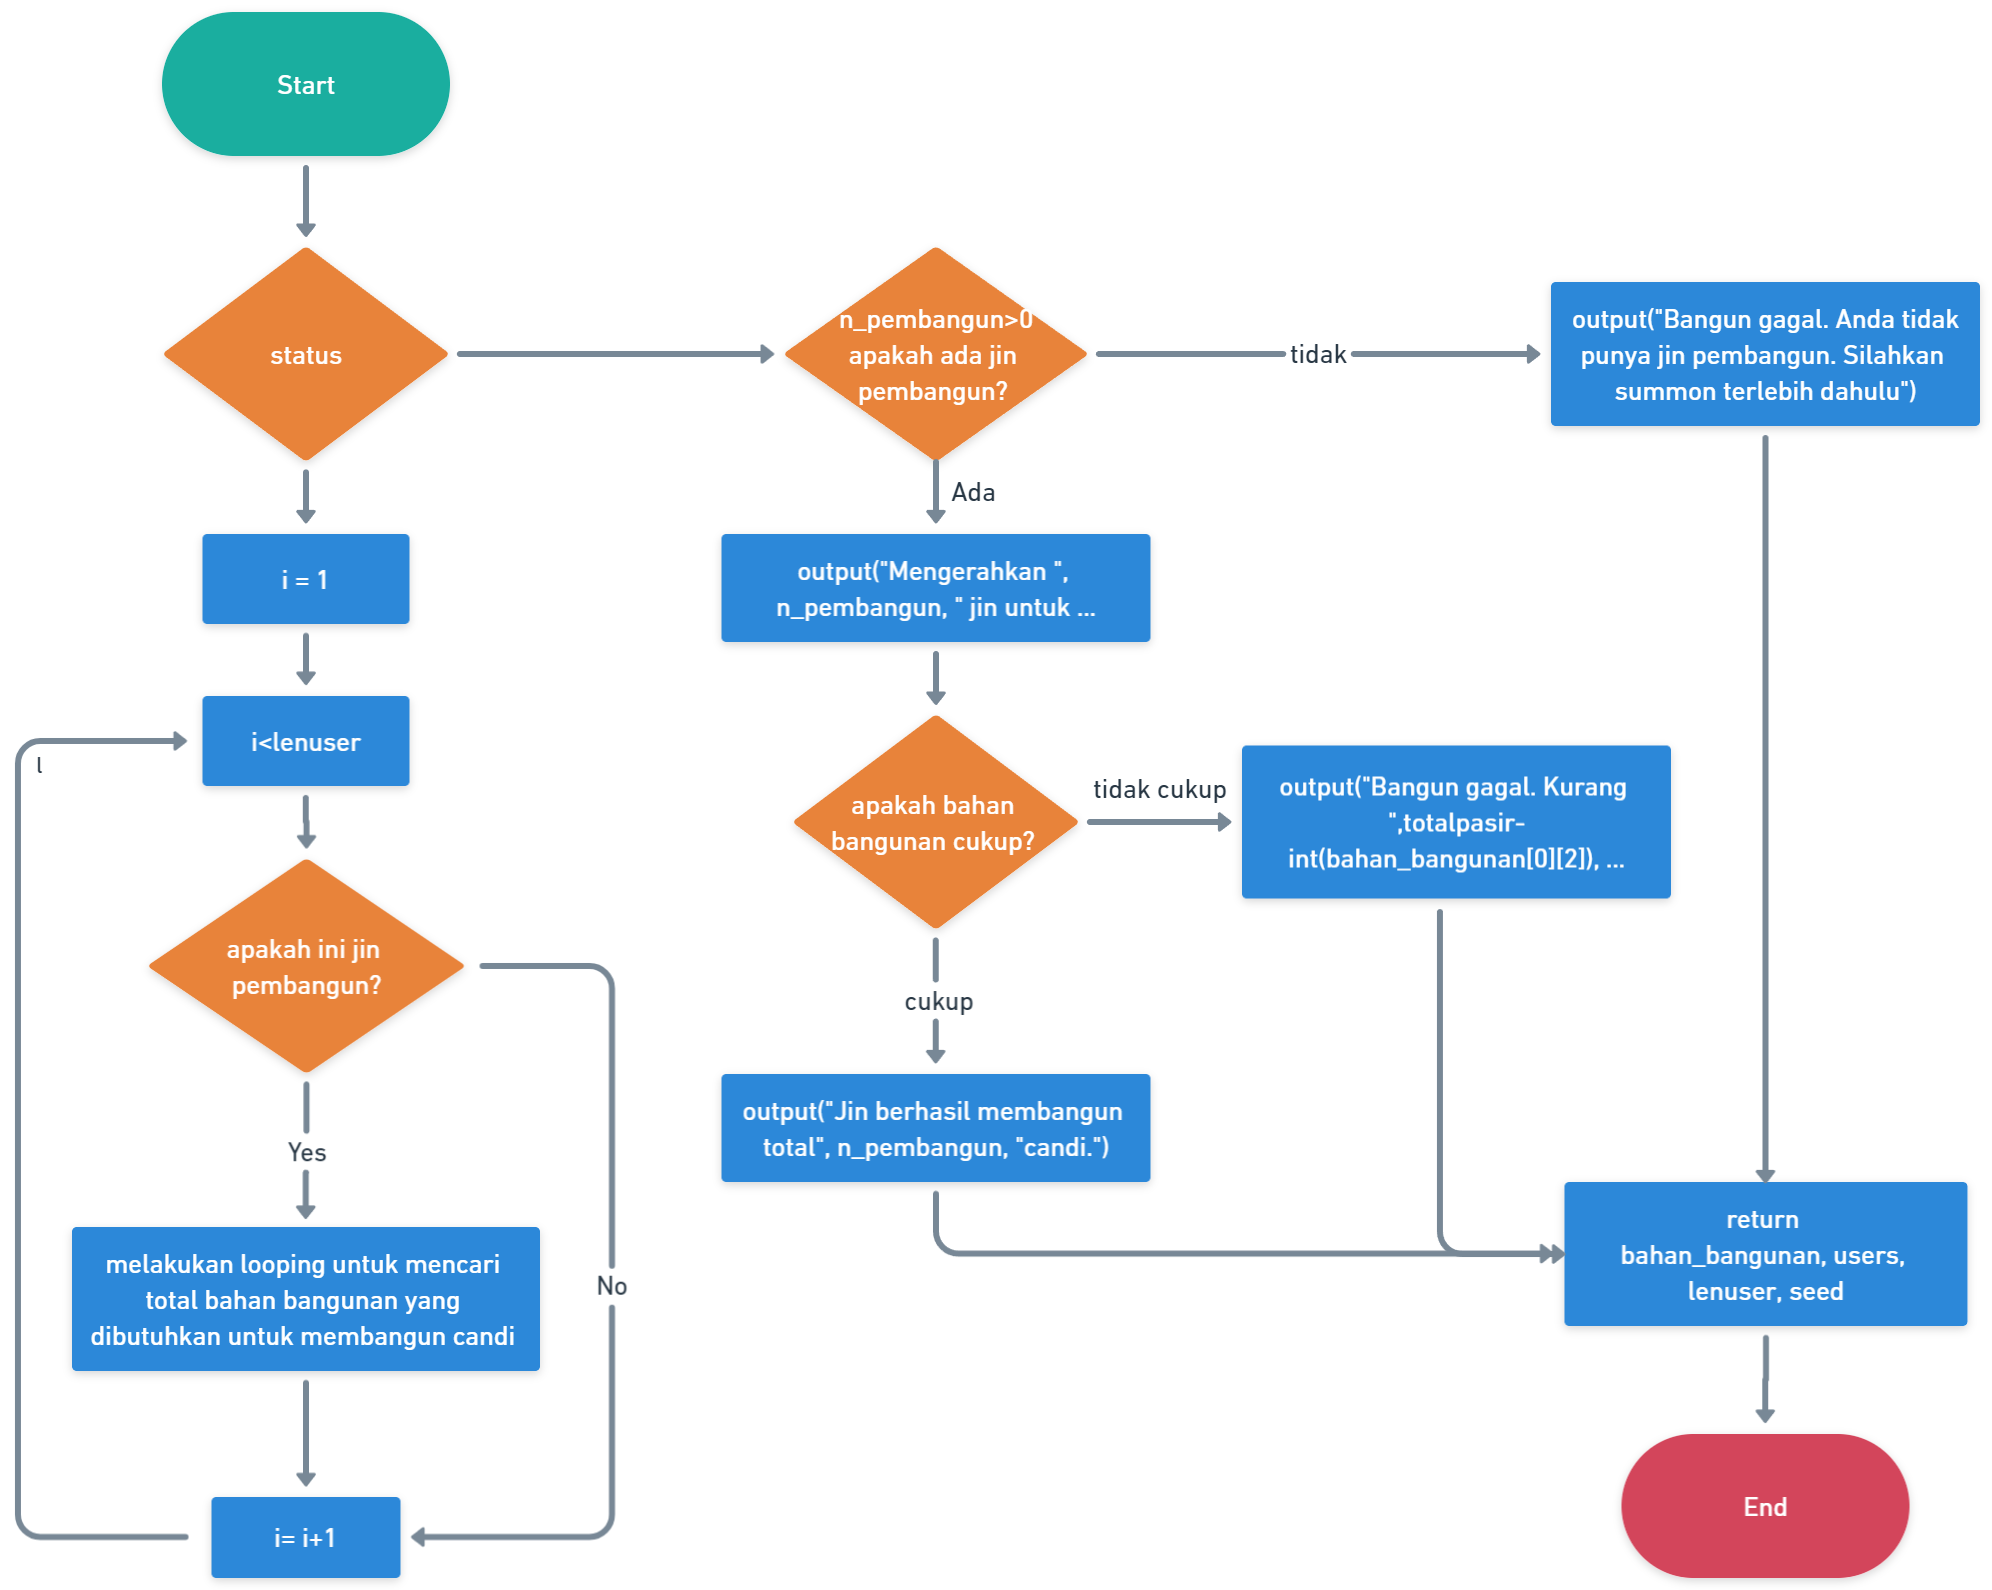 Start
status
n_pembangun>0
apakah ada jin
pembangun?
tidak
output("Bangun gagal. Anda tidak
punya jin pembangun. Silahkan
summon terlebih dahulu")
Ada
i = 1
output("Mengerahkan ",
n_pembangun, " jin untuk ...
i<lenuser
l
apakah bahan
bangunan cukup?
tidak cukup
output("Bangun gagal. Kurang
",totalpasir-
int(bahan_bangunan[0][2]), ...
apakah ini jin
pembangun?
cukup
output("Jin berhasil membangun
total", n_pembangun, "candi.")
Yes
No
melakukan looping untuk mencari
total bahan bangunan yang
dibutuhkan untuk membangun candi
return
bahan_bangunan, users,
lenuser, seed
i= i+1
End